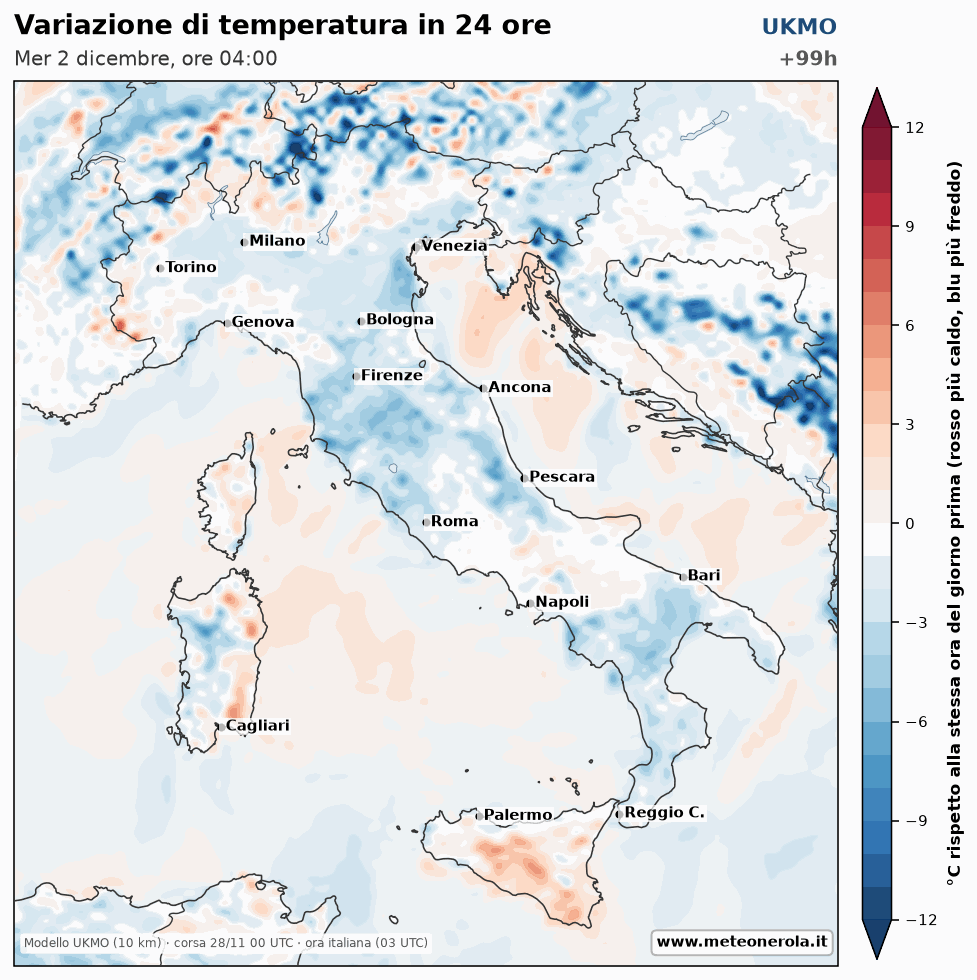 Variazione di temperatura in 24 ore
UKMO
Mer 2 dicembre, ore 04:00
+99h
Milano
Venezia
Torino
Genova
Bologna
Firenze
Ancona
Pescara
Roma
Bari
Napoli
Cagliari
Palermo
Reggio C.
12
9
6
3
0
−3
−6
−9
−12
°C rispetto alla stessa ora del giorno prima (rosso più caldo, blu più freddo)
Modello UKMO (10 km) · corsa 28/11 00 UTC · ora italiana (03 UTC)
www.meteonerola.it